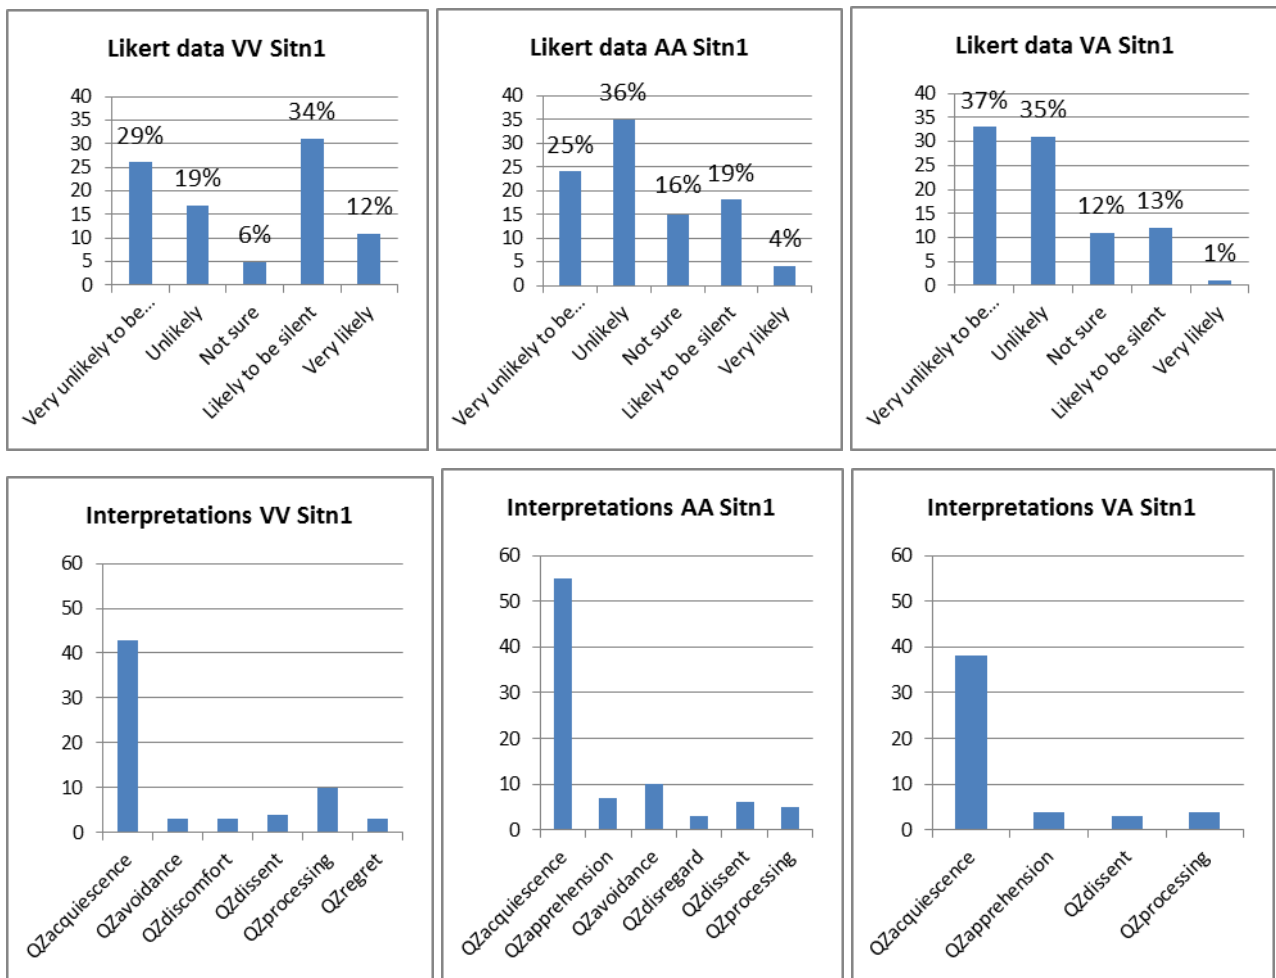 Likert data VV Sitn1
40
35
30
25
20
15
10
5
0
29%
19%
6%
34%
12%
Very unlikely to be...
Unlikely
Not sure
Likely to be silent
Very likely
Likert data AA Sitn1
40
35
30
25
20
15
10
5
0
25%
36%
16%
19%
4%
Very unlikely to be...
Unlikely
Not sure
Likely to be silent
Very likely
Likert data VA Sitn1
40
35
30
25
20
15
10
5
0
37%
35%
12%
13%
1%
Very unlikely to be...
Unlikely
Not sure
Likely to be silent
Very likely
Interpretations VV Sitn1
60
50
40
30
20
10
0
QZacquiescence
QZavoidance
QZdiscomfort
QZdissent
QZprocessing
QZregret
Interpretations AA Sitn1
60
50
40
30
20
10
0
QZacquiescence
QZapprehension
QZavoidance
QZdisregard
QZdissent
QZprocessing
Interpretations VA Sitn1
60
50
40
30
20
10
0
QZacquiescence
QZapprehension
QZdissent
QZprocessing